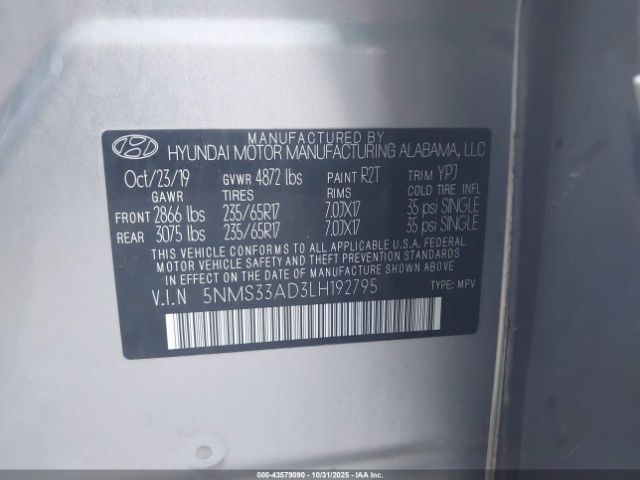 MANUFACTURED BY
HYUNDAI MOTOR MANUFACTURING ALABAMA, LLC
Oct/23/19 GVWR 4872 lbs PAINT R2T TRIM YPJ
GAWR TIRES RIMS COLD TIRE INFL
FRONT 2866 lbs 235/65R17 7.0JX17 35 psi SINGLE
REAR 3075 lbs 235/65R17 7.0JX17 35 psi SINGLE
THIS VEHICLE CONFORMS TO ALL APPLICABLE U.S.A. FEDERAL
MOTOR VEHICLE SAFETY AND THEFT PREVENTION STANDARDS
IN EFFECT ON THE DATE OF MANUFACTURE SHOWN ABOVE.
V.I.N 5NMS33AD3LH192795 TYPE: MPV
000-43579090 - 10/31/2025 - IAAI.COM